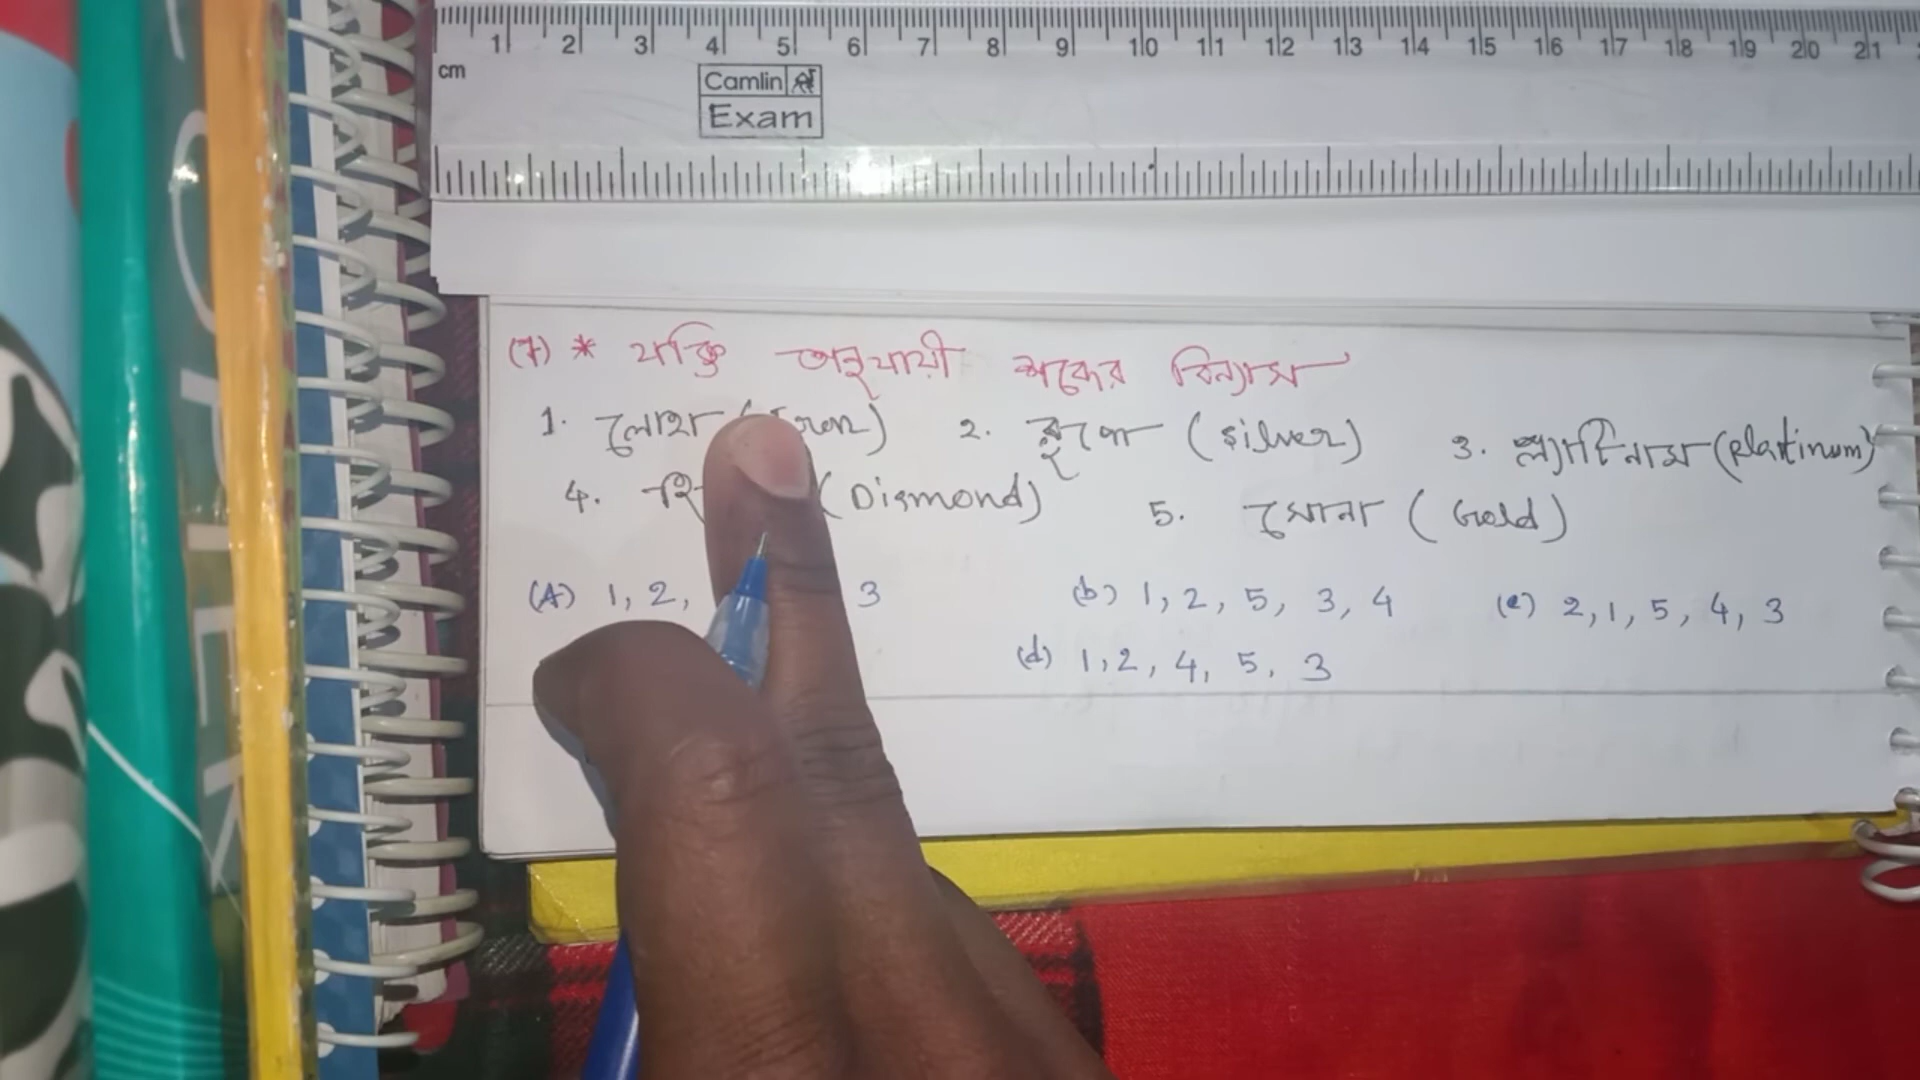 1 2 3 4 5 6 7 8 9 10 11 12 13 14 15 16 17 18 19 20 21
cm
Camlin
Exam
(7) * যুক্তি অনুযায়ী শব্দের বিন্যাস
1. লোহা (Iron) 2. রূপো (Silver) 3. প্ল্যাটিনাম (Platinum)
4. (Diamond) 5. সোনা (Gold)
(A) 1, 2, 3 (b) 1, 2, 5, 3, 4 (c) 2, 1, 5, 4, 3
(d) 1, 2, 4, 5, 3